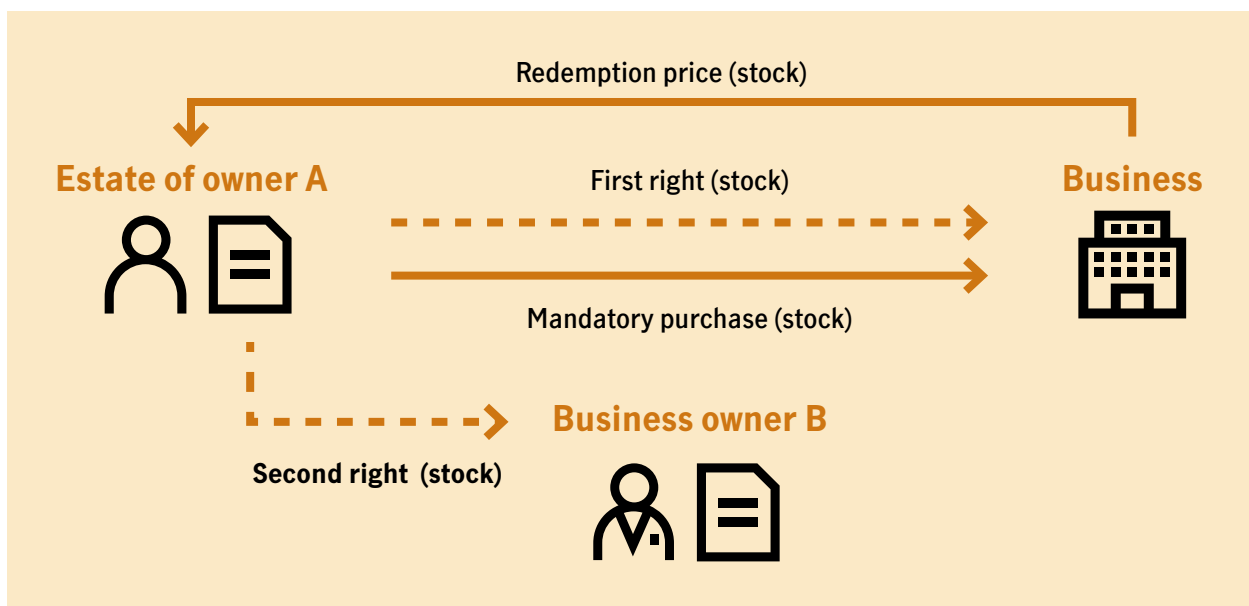 Redemption price (stock)
Estate of owner A
First right (stock)
Business
Mandatory purchase (stock)
Business owner B
Second right (stock)